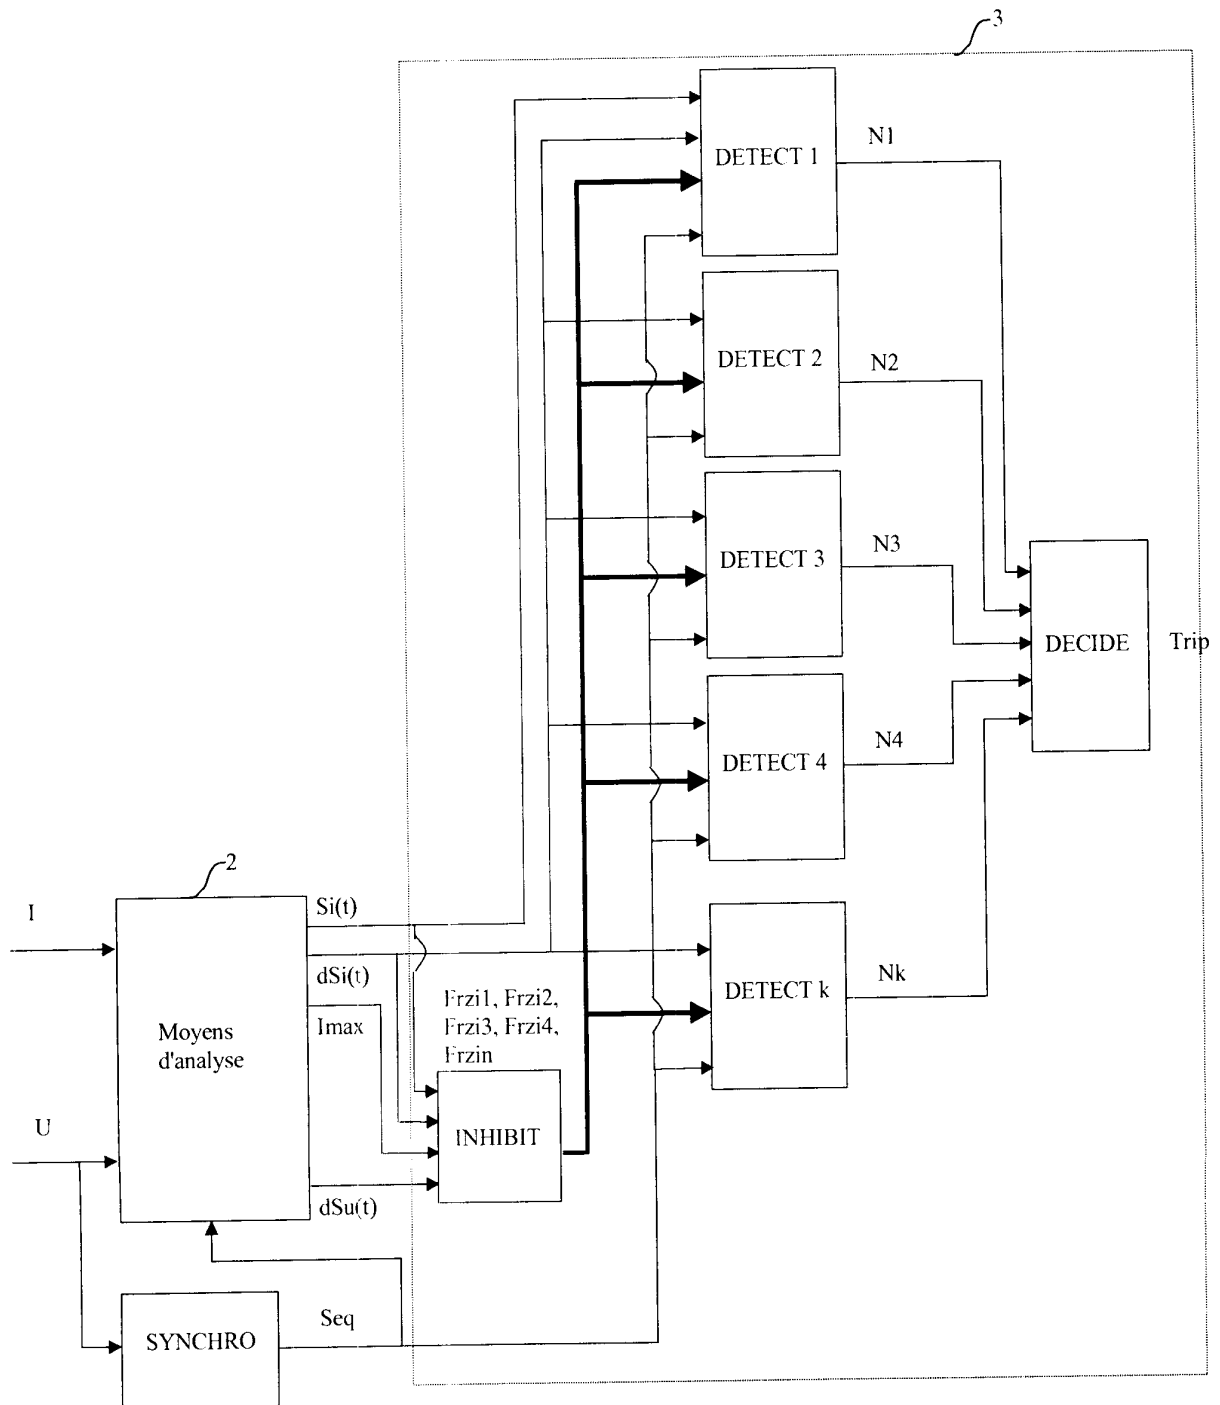 3
DETECT 1
N1
DETECT 2
N2
DETECT 3
N3
DECIDE
Trip
DETECT 4
N4
2
I
Si(t)
dSi(t)
Imax
Moyens
d'analyse
Frzi1, Frzi2,
Frzi3, Frzi4,
Frzin
DETECT k
Nk
U
INHIBIT
dSu(t)
SYNCHRO
Seq